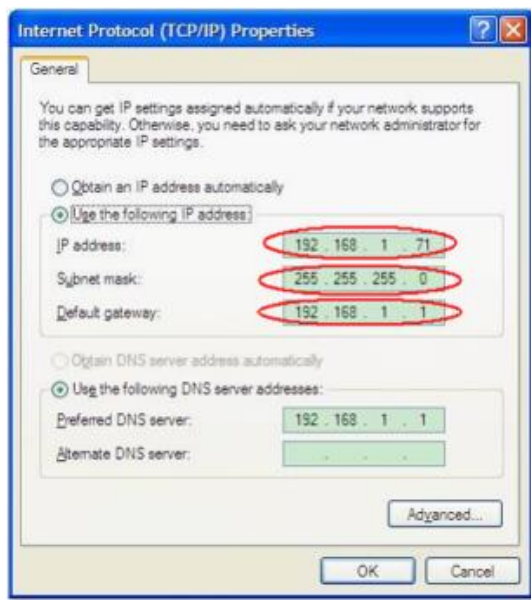 Internet Protocol (TCP/IP) Properties
General
You can get IP settings assigned automatically if your network supports
this capability. Otherwise, you need to ask your network administrator for
the appropriate IP settings.
Obtain an IP address automatically
Use the following IP address:
IP address: 192 . 168 . 1 . 71
Subnet mask: 255 . 255 . 255 . 0
Default gateway: 192 . 168 . 1 . 1
Obtain DNS server address automatically
Use the following DNS server addresses:
Preferred DNS server: 192 . 168 . 1 . 1
Alternate DNS server: . . .
Advanced...
OK Cancel